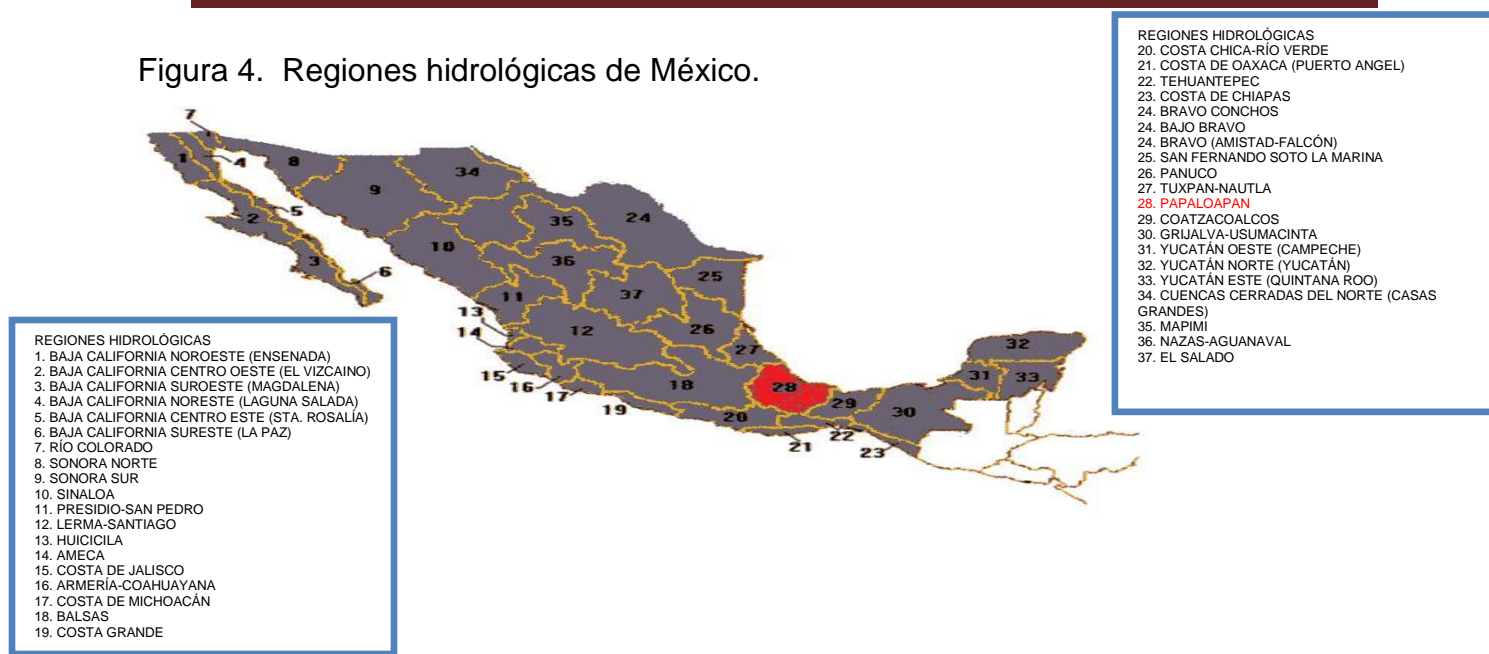 Figura 4. Regiones hidrológicas de México.
REGIONES HIDROLÓGICAS
20. COSTA CHICA-RÍO VERDE
21. COSTA DE OAXACA (PUERTO ANGEL)
22. TEHUANTEPEC
23. COSTA DE CHIAPAS
24. BRAVO CONCHOS
24. BAJO BRAVO
24. BRAVO (AMISTAD-FALCÓN)
25. SAN FERNANDO SOTO LA MARINA
26. PANUCO
27. TUXPAN-NAUTLA
28. PAPALOAPAN
29. COATZACOALCOS
30. GRIJALVA-USUMACINTA
31. YUCATÁN OESTE (CAMPECHE)
32. YUCATÁN NORTE (YUCATÁN)
33. YUCATÁN ESTE (QUINTANA ROO)
34. CUENCAS CERRADAS DEL NORTE (CASAS
GRANDES)
35. MAPIMI
36. NAZAS-AGUANAVAL
37. EL SALADO
7
1
4
8
34
9
5
2
35
24
10
36
3
6
25
37
11
13
12
26
14
27
32
15
16
18
28
31
33
17
29
19
20
30
22
21
23
REGIONES HIDROLÓGICAS
1. BAJA CALIFORNIA NOROESTE (ENSENADA)
2. BAJA CALIFORNIA CENTRO OESTE (EL VIZCAINO)
3. BAJA CALIFORNIA SUROESTE (MAGDALENA)
4. BAJA CALIFORNIA NORESTE (LAGUNA SALADA)
5. BAJA CALIFORNIA CENTRO ESTE (STA. ROSALÍA)
6. BAJA CALIFORNIA SURESTE (LA PAZ)
7. RÍO COLORADO
8. SONORA NORTE
9. SONORA SUR
10. SINALOA
11. PRESIDIO-SAN PEDRO
12. LERMA-SANTIAGO
13. HUICICILA
14. AMECA
15. COSTA DE JALISCO
16. ARMERÍA-COAHUAYANA
17. COSTA DE MICHOACÁN
18. BALSAS
19. COSTA GRANDE